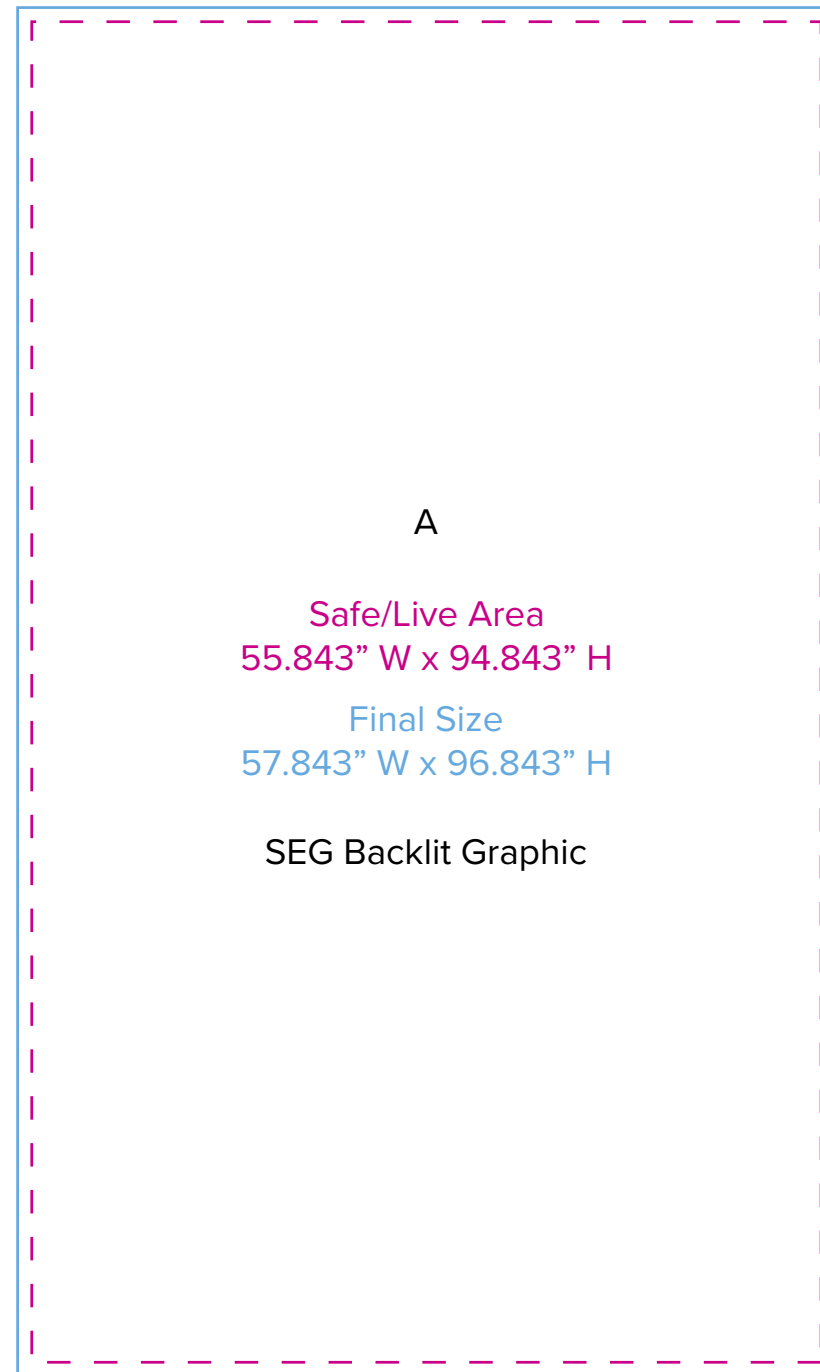 A
Safe/Live Area
55.843” W x 94.843” H
Final Size
57.843” W x 96.843” H
SEG Backlit Graphic